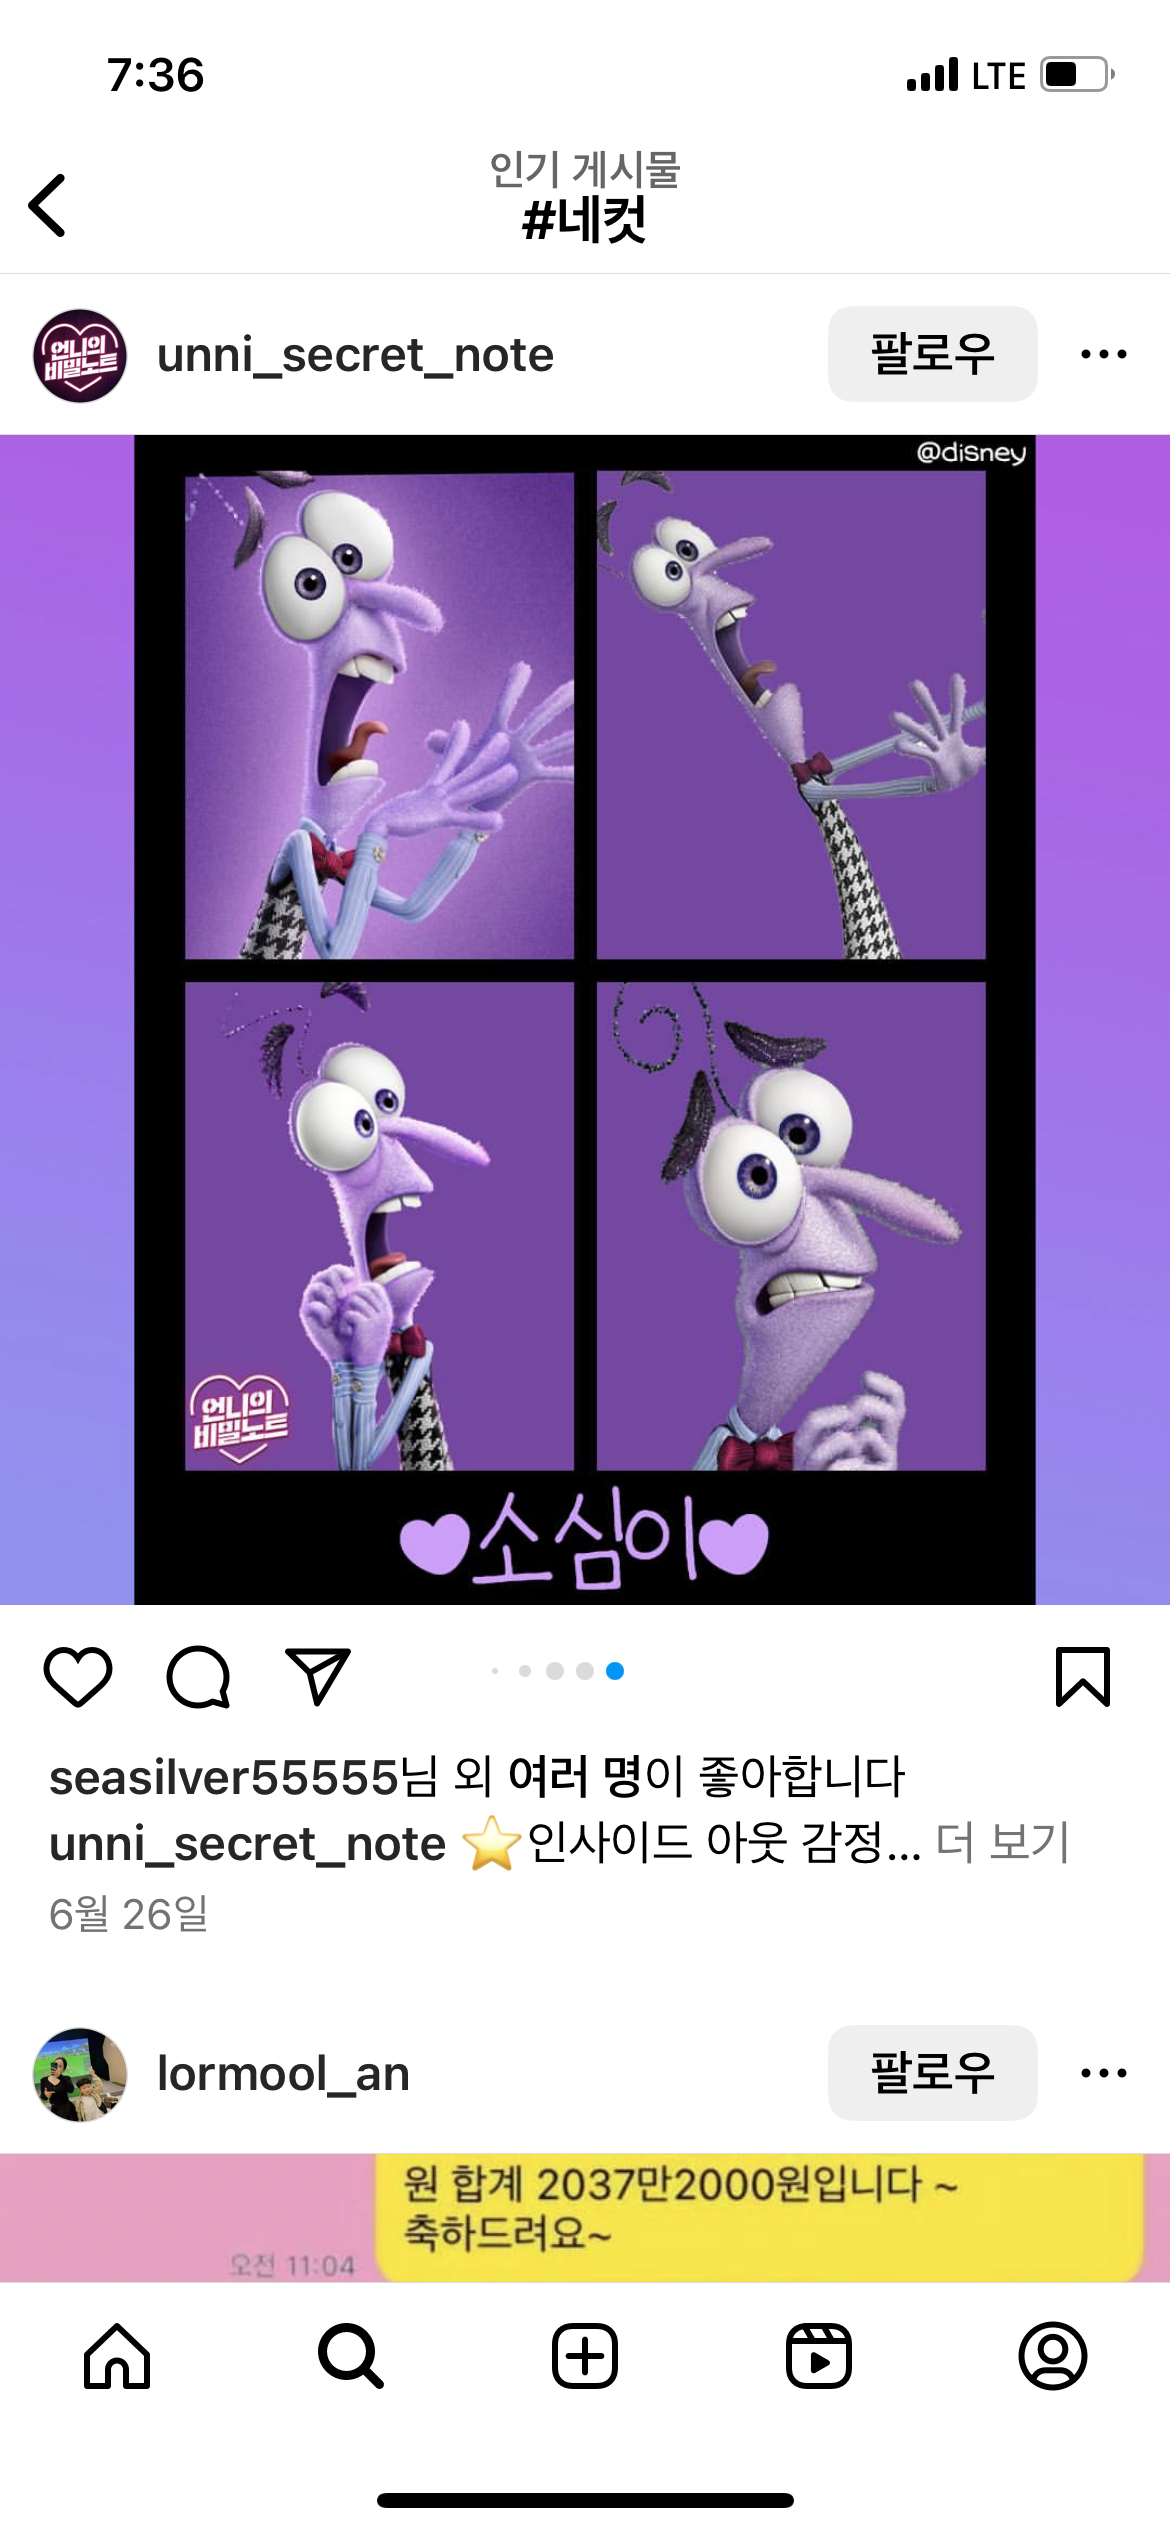 7:36
LTE
인기 게시물
#네컷
언니의
비밀노트
unni_secret_note
팔로우
@disney
언니의
비밀노트
소심이
seasilver55555님 외 여러 명이 좋아합니다
unni_secret_note ⭐인사이드 아웃 감정... 더 보기
6월 26일
lormool_an
팔로우
원 합계 2037만2000원입니다 ~
축하드려요~
오전 11:04